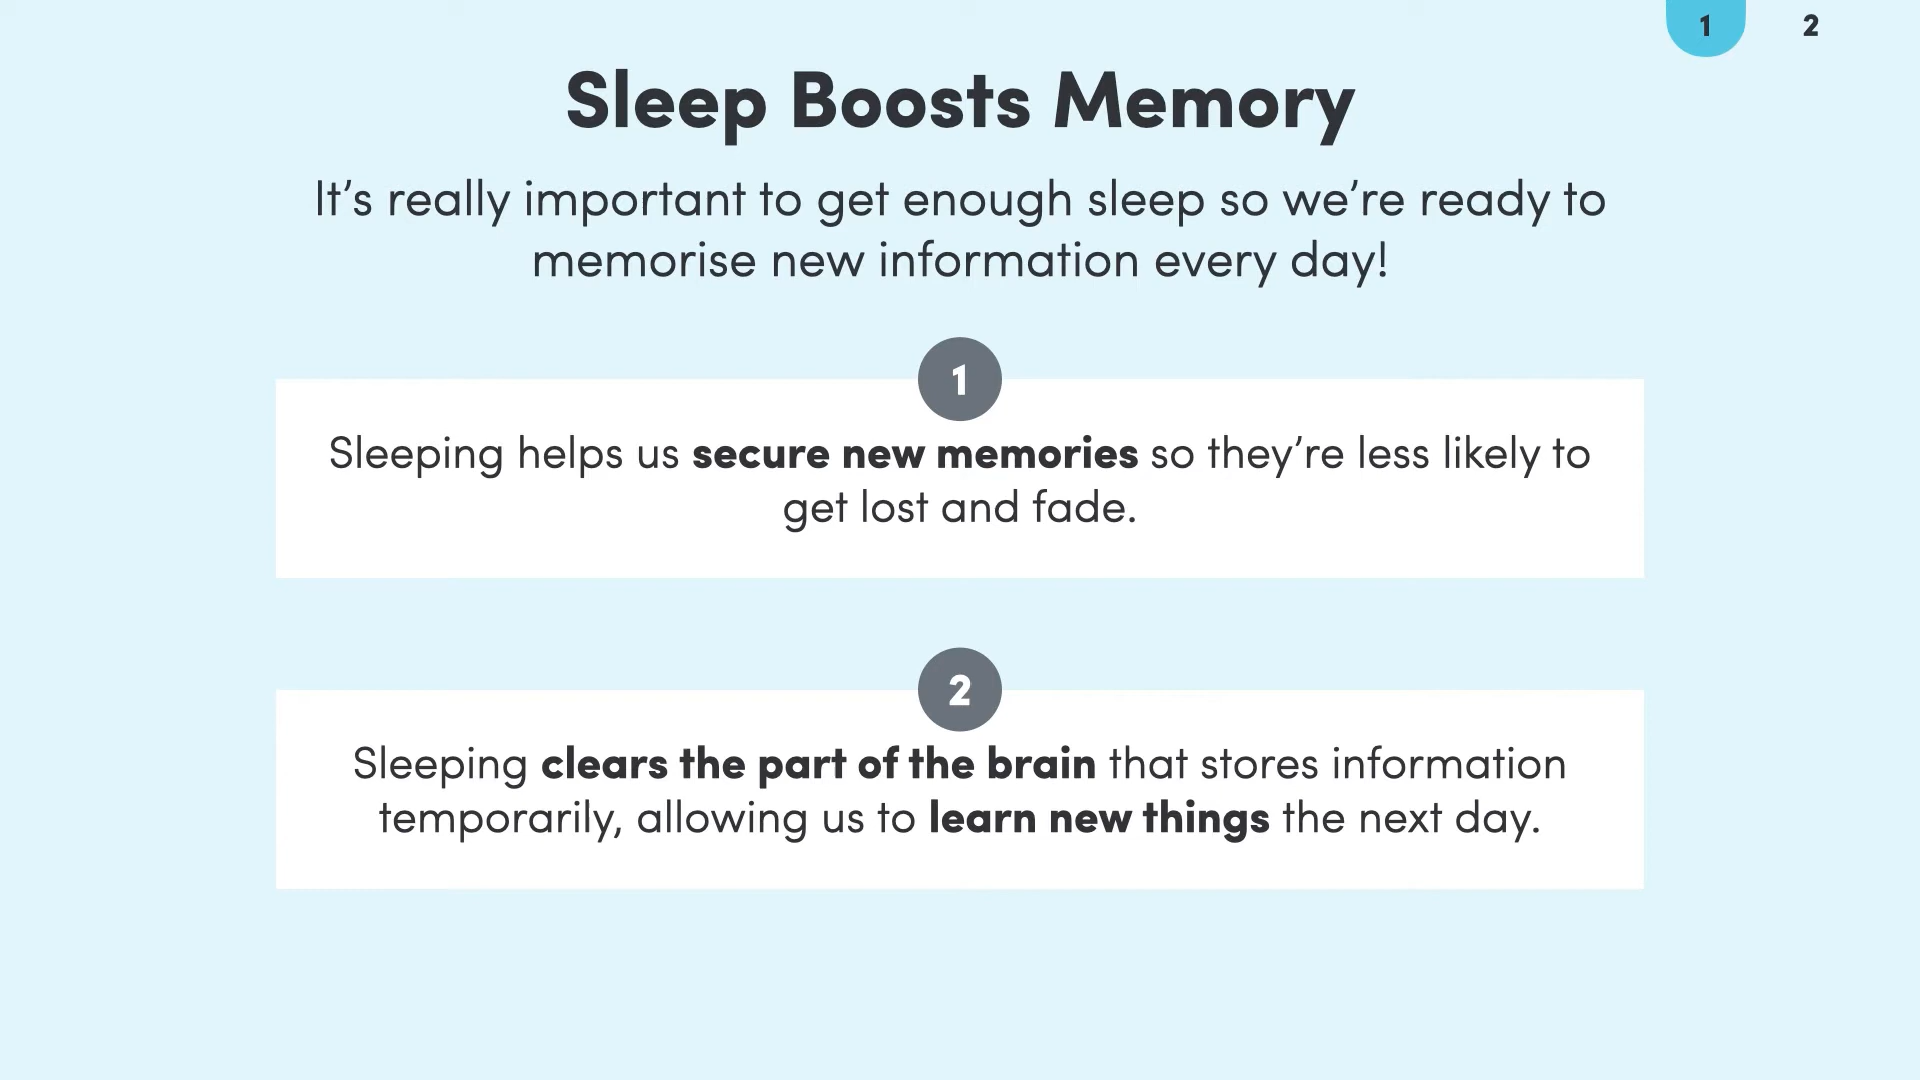 1
2
Sleep Boosts Memory
It’s really important to get enough sleep so we’re ready to
memorise new information every day!
1
Sleeping helps us secure new memories so they’re less likely to
get lost and fade.
2
Sleeping clears the part of the brain that stores information
temporarily, allowing us to learn new things the next day.